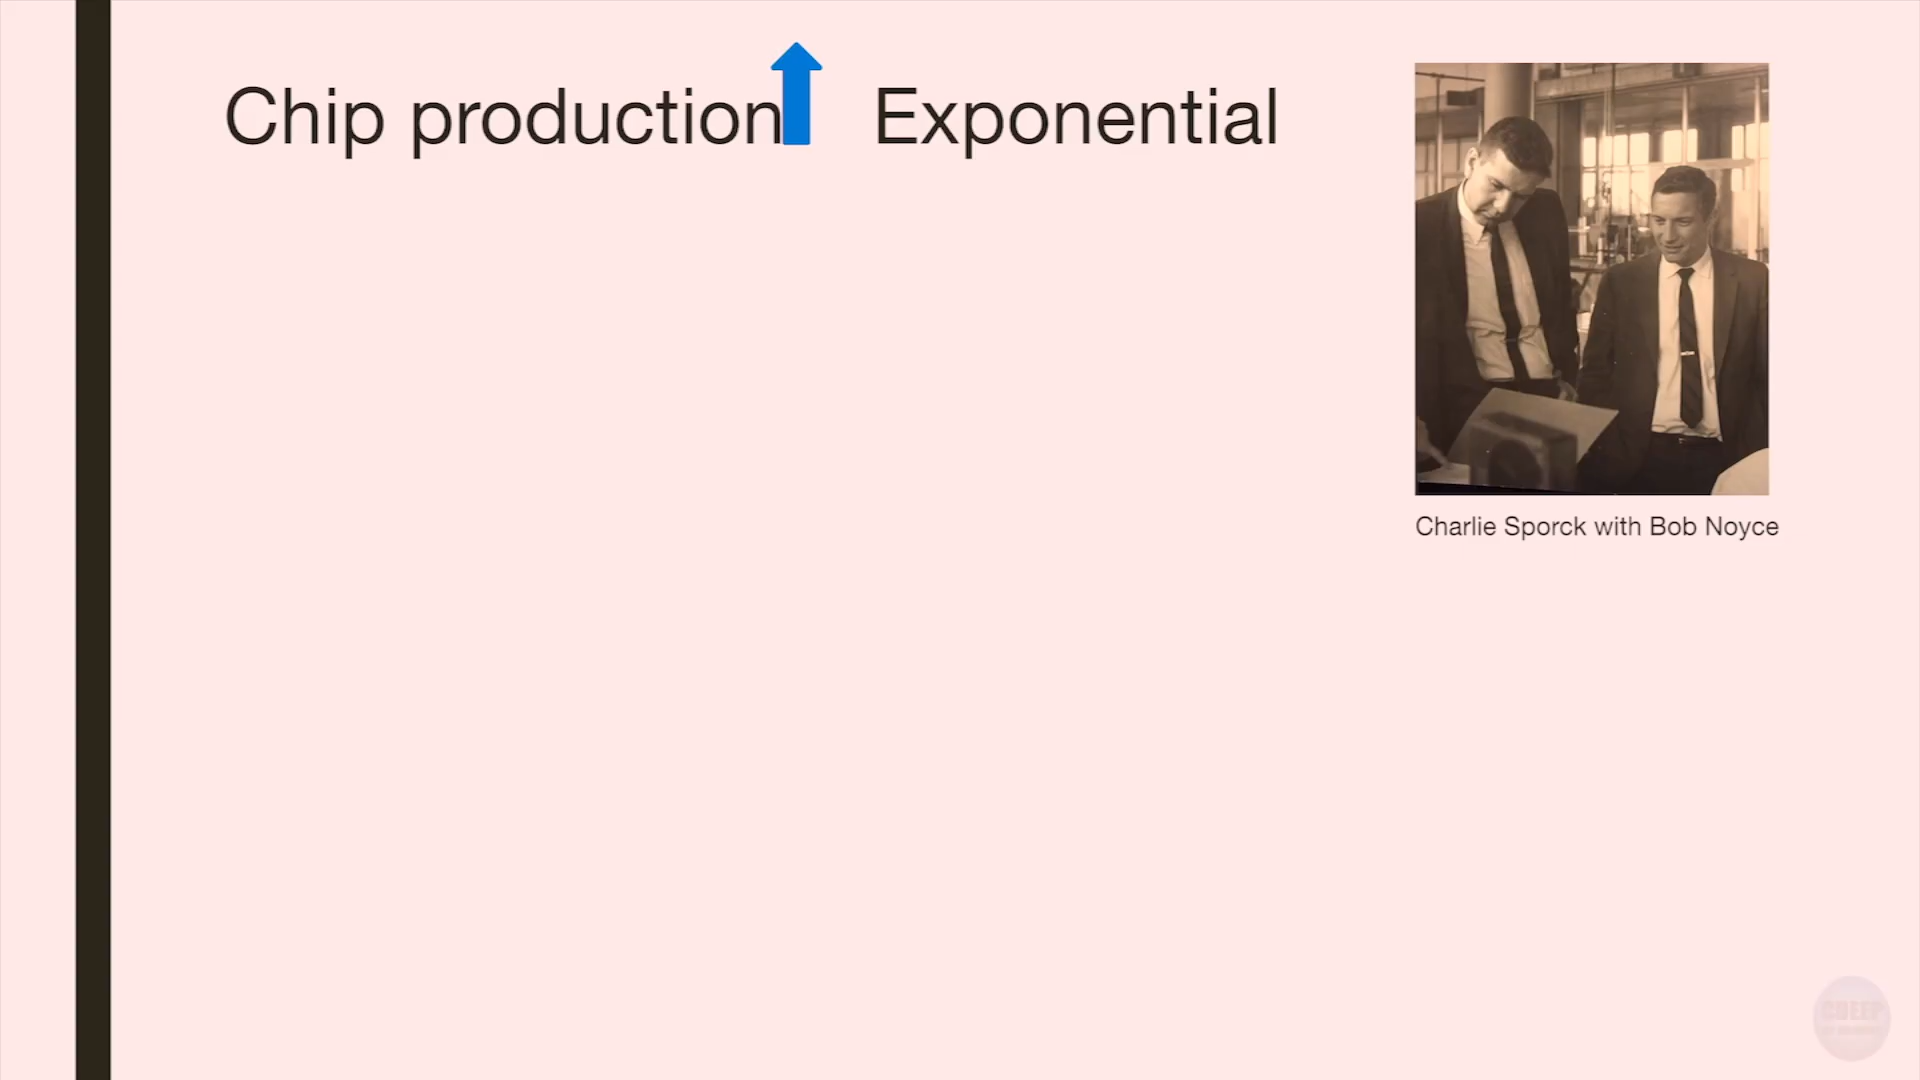 Chip production Exponential
Charlie Sporck with Bob Noyce